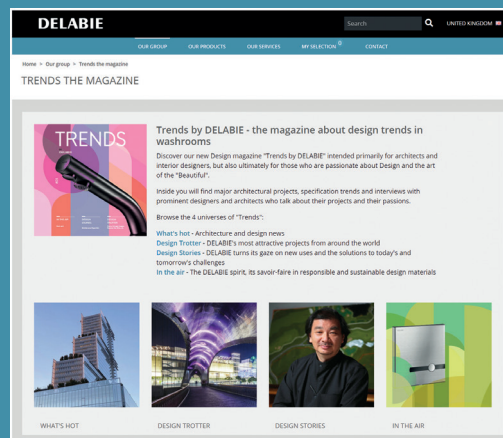 DELABIE
Search
UNITED KINGDOM
OUR GROUP OUR PRODUCTS OUR SERVICES MY SELECTION 0 CONTACT
Home > Our group > Trends the magazine
TRENDS THE MAGAZINE
TRENDS
Trends by DELABIE - the magazine about design trends in
washrooms
Discover our new Design magazine "Trends by DELABIE" intended primarily for architects and
interior designers, but also ultimately for those who are passionate about Design and the art
of the "Beautiful".
Inside you will find major architectural projects, specification trends and interviews with
prominent designers and architects who talk about their projects and their passions.
Browse the 4 universes of "Trends":
What's hot - Architecture and design news
Design Trotter - DELABIE's most attractive projects from around the world
Design Stories - DELABIE turns its gaze on new uses and the solutions to today's and
tomorrow's challenges
In the air - The DELABIE spirit, its savoir-faire in responsible and sustainable design materials
WHAT'S HOT
DESIGN TROTTER
DESIGN STORIES
IN THE AIR